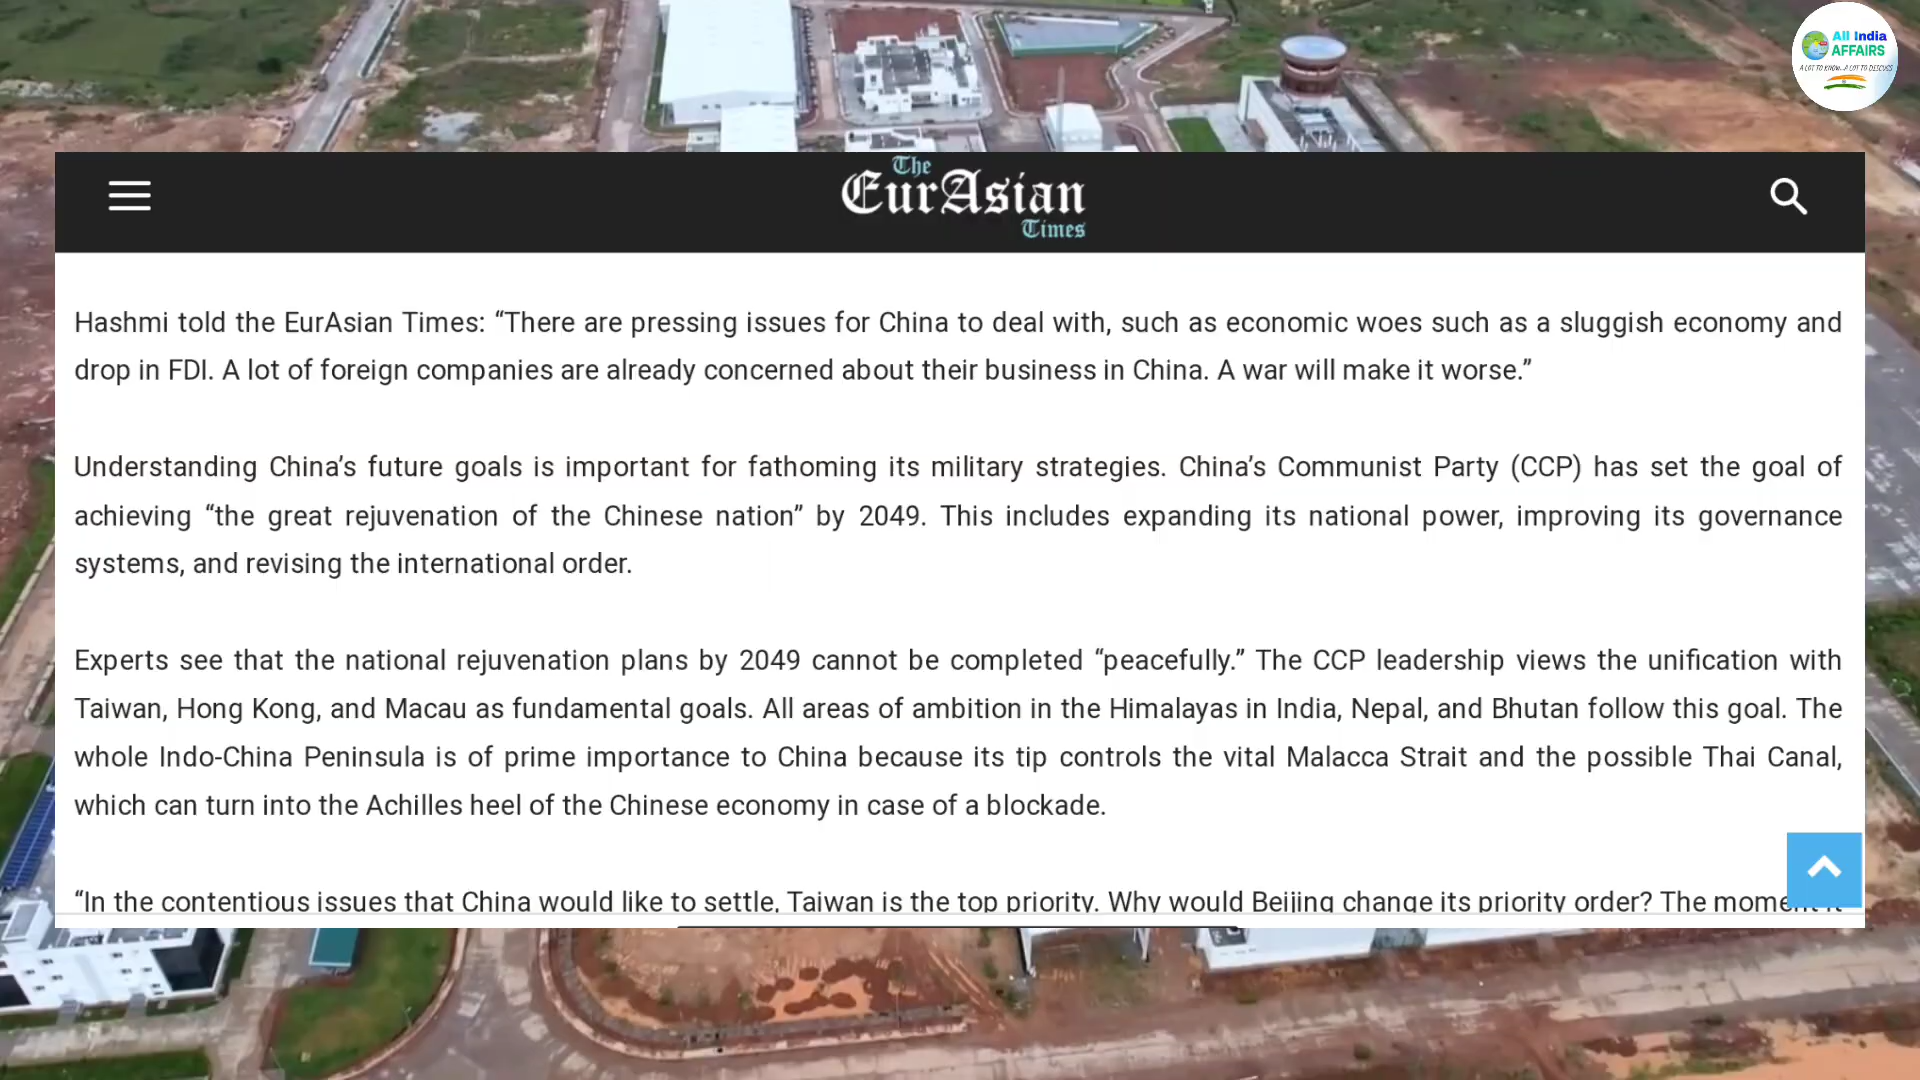 All India
AFFAIRS
A LOT TO KNOW...A LOT TO DISCUSS
The
EurAsian
Times
Hashmi told the EurAsian Times: “There are pressing issues for China to deal with, such as economic woes such as a sluggish economy and
drop in FDI. A lot of foreign companies are already concerned about their business in China. A war will make it worse.”
Understanding China’s future goals is important for fathoming its military strategies. China’s Communist Party (CCP) has set the goal of
achieving “the great rejuvenation of the Chinese nation” by 2049. This includes expanding its national power, improving its governance
systems, and revising the international order.
Experts see that the national rejuvenation plans by 2049 cannot be completed “peacefully.” The CCP leadership views the unification with
Taiwan, Hong Kong, and Macau as fundamental goals. All areas of ambition in the Himalayas in India, Nepal, and Bhutan follow this goal. The
whole Indo-China Peninsula is of prime importance to China because its tip controls the vital Malacca Strait and the possible Thai Canal,
which can turn into the Achilles heel of the Chinese economy in case of a blockade.
“In the contentious issues that China would like to settle, Taiwan is the top priority. Why would Beijing change its priority order? The moment it